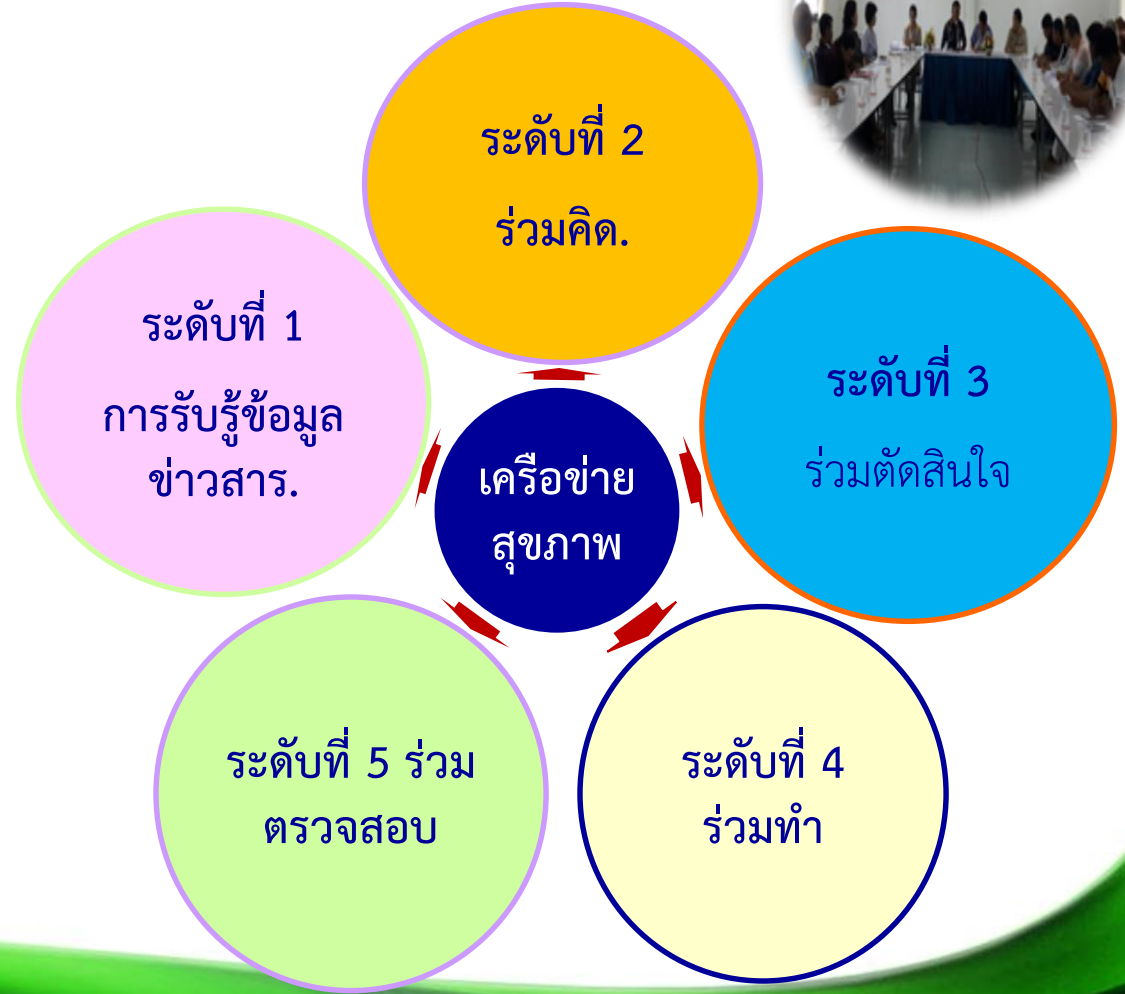 ระดับที่ 2
ร่วมคิด.
ระดับที่ 1
การรับรู้ข้อมูล
ข่าวสาร.
ระดับที่ 3
ร่วมตัดสินใจ
เครือข่าย
สุขภาพ
ระดับที่ 5 ร่วม
ตรวจสอบ
ระดับที่ 4
ร่วมทำ